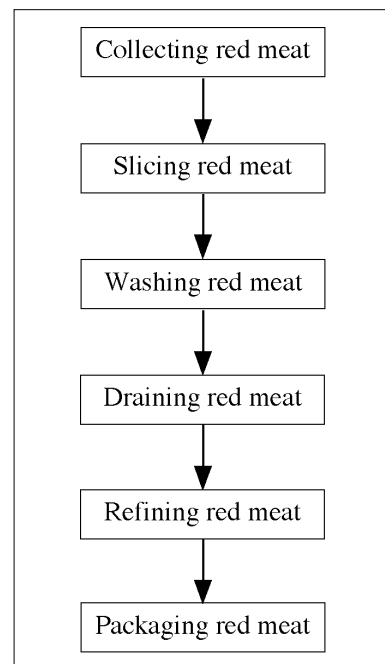 Collecting red meat
Slicing red meat
Washing red meat
Draining red meat
Refining red meat
Packaging red meat